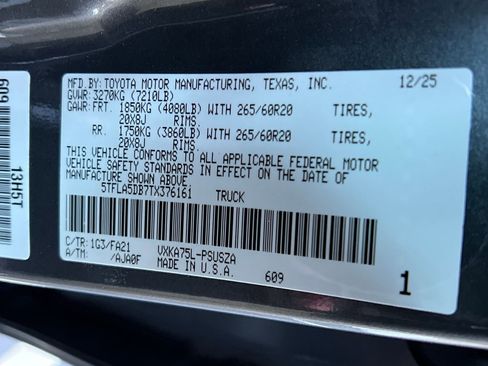 MFD.BY:TOYOTA MOTOR MANUFACTURING, TEXAS, INC. 12/25
GVWR:3270KG (7210LB)
GAWR:FRT. 1850KG (4080LB) WITH 265/60R20 TIRES,
20X8J RIMS.
RR. 1750KG (3860LB) WITH 265/60R20 TIRES,
20X8J RIMS.
THIS VEHICLE CONFORMS TO ALL APPLICABLE FEDERAL MOTOR
VEHICLE SAFETY STANDARDS IN EFFECT ON THE DATE OF
MANUFACTURE SHOWN ABOVE
5TFLA5DB7TX376161 TRUCK
C/TR:1G3/FA21 VXKA75L-PSUSZA
A/TM: /AJA0F MADE IN U.S.A. 609
1
609
13H5T